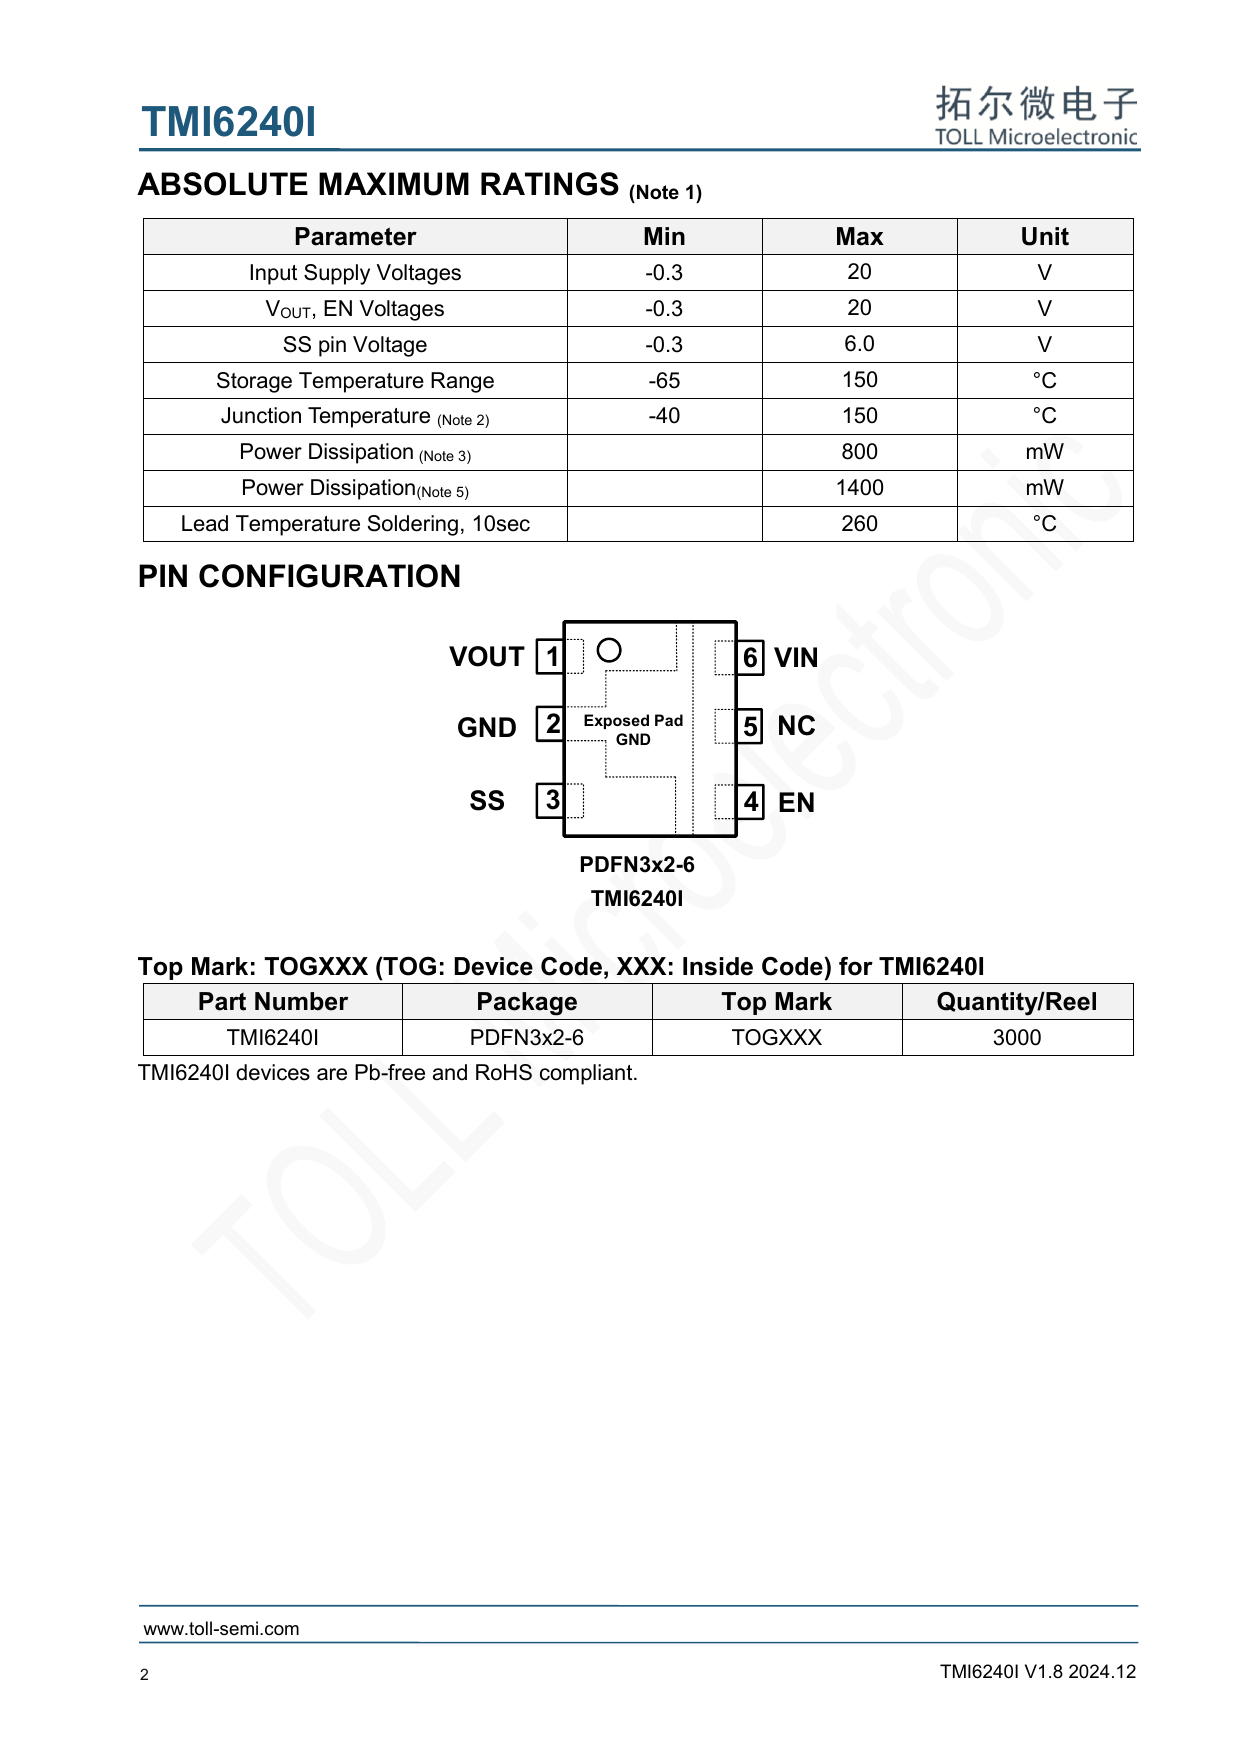 TMI6240I
拓尔微电子
TOLL Microelectronic
ABSOLUTE MAXIMUM RATINGS (Note 1)
Parameter Min Max Unit
Input Supply Voltages -0.3 20 V
VOUT, EN Voltages -0.3 20 V
SS pin Voltage -0.3 6.0 V
Storage Temperature Range -65 150 °C
Junction Temperature (Note 2) -40 150 °C
Power Dissipation (Note 3) 800 mW
Power Dissipation(Note 5) 1400 mW
Lead Temperature Soldering, 10sec 260 °C
PIN CONFIGURATION
VOUT 1 6 VIN
GND 2 Exposed Pad 5 NC
GND
SS 3 4 EN
PDFN3x2-6
TMI6240I
Top Mark: TOGXXX (TOG: Device Code, XXX: Inside Code) for TMI6240I
Part Number Package Top Mark Quantity/Reel
TMI6240I PDFN3x2-6 TOGXXX 3000
TMI6240I devices are Pb-free and RoHS compliant.
TOLL Microelectronic
www.toll-semi.com
2 TMI6240I V1.8 2024.12